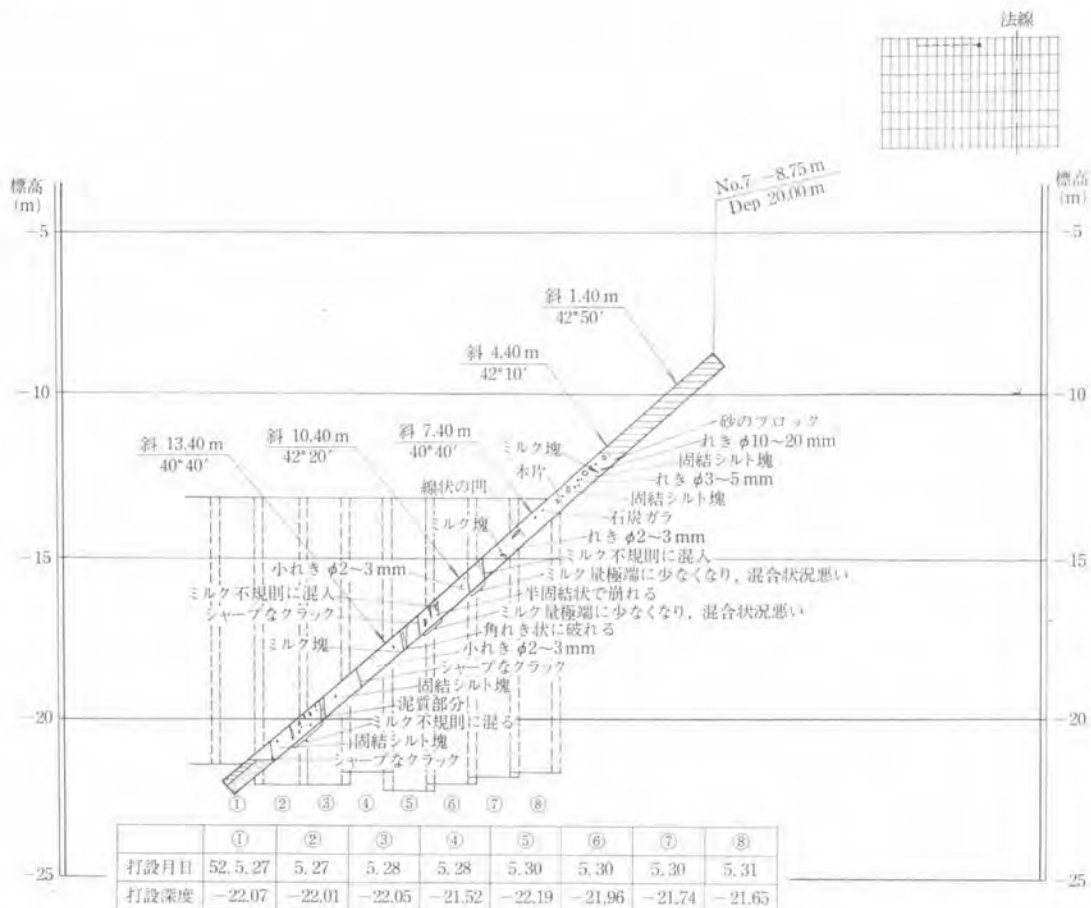 法線
標高
(m)
標高
(m)
No.7 −8.75 m
Dep 20.00 m
−5
−5
斜 1.40 m
42°50′
斜 4.40 m
42°10′
−10
−10
斜 13.40 m
40°40′
斜 10.40 m
42°20′
斜 7.40 m
40°40′
砂のブロック
れき φ10~20 mm
ミルク塊
固結シルト塊
木片
れき φ3~5 mm
線状の凹
固結シルト塊
石炭ガラ
ミルク塊
れき φ2~3 mm
−15
−15
ミルク不規則に混入
小れき φ2~3 mm
ミルク量極端に少なくなり,混合状況悪い
ミルク不規則に混入
半固結状で崩れる
シャープなクラック
ミルク量極端に少なくなり,混合状況悪い
角れき状に破れる
ミルク塊
小れき φ2~3 mm
シャープなクラック
固結シルト塊
泥質部分
−20
−20
ミルク不規則に混る
固結シルト塊
シャープなクラック
① ② ③ ④ ⑤ ⑥ ⑦ ⑧
① ② ③ ④ ⑤ ⑥ ⑦ ⑧
打設月日 52.5.27 5.27 5.28 5.28 5.30 5.30 5.30 5.31
−25
−25
打設深度 −22.07 −22.01 −22.05 −21.52 −22.19 −21.96 −21.74 −21.65